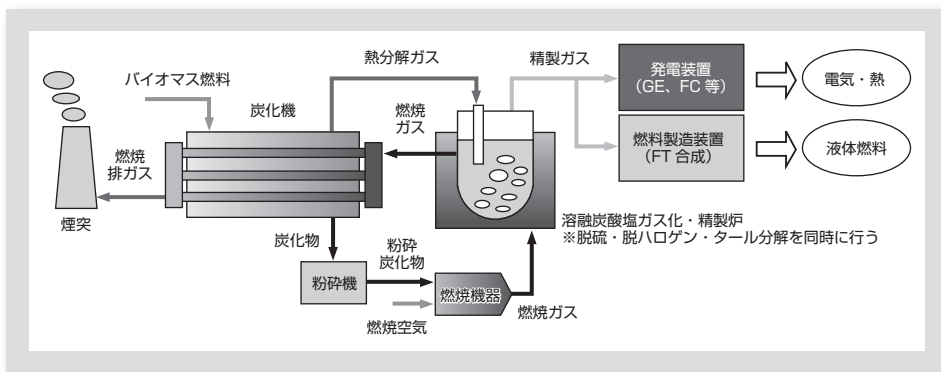 バイオマス燃料
炭化機
熱分解ガス
精製ガス
発電装置
（GE、FC 等）
電気・熱
燃料製造装置
（FT 合成）
液体燃料
燃焼
ガス
燃焼
排ガス
煙突
溶融炭酸塩ガス化・精製炉
※脱硫・脱ハロゲン・タール分解を同時に行う
炭化物
粉砕
炭化物
粉砕機
燃焼機器
燃焼ガス
燃焼空気